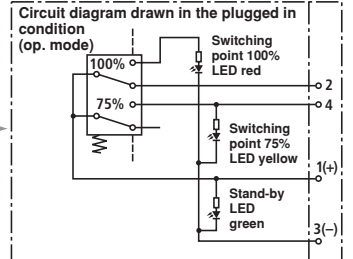 Circuit diagram drawn in the plugged in
condition
(op. mode)
100%
Switching
point 100%
LED red
2
75%
4
Switching
point 75%
LED yellow
1(+)
Stand-by
LED
green
3(–)